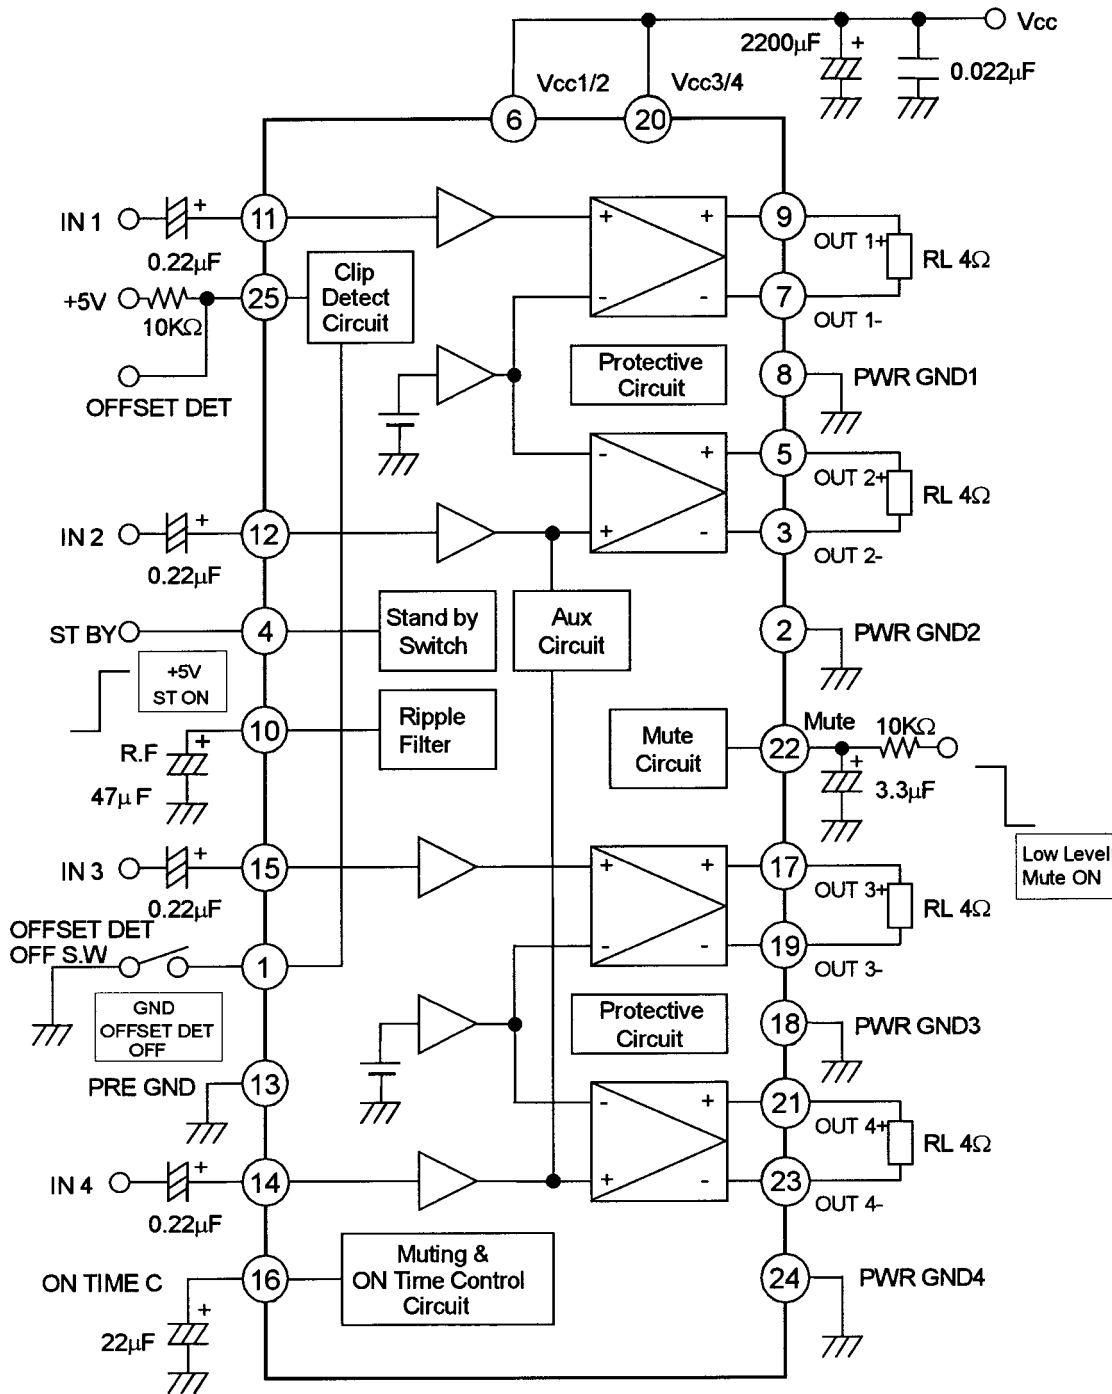 Vcc
2200μF +
0.022μF
Vcc1/2
Vcc3/4
6
20
IN 1
+
0.22μF
11
+ +
9
OUT 1+
RL 4Ω
- -
7
OUT 1-
+5V
10KΩ
25
Clip
Detect
Circuit
OFFSET DET
Protective
Circuit
8
PWR GND1
- +
5
OUT 2+
RL 4Ω
IN 2
+
0.22μF
12
+ -
3
OUT 2-
ST BY
4
Stand by
Switch
Aux
Circuit
2
PWR GND2
+5V
ST ON
R.F
+
47μF
10
Ripple
Filter
Mute
Circuit
22
Mute
10KΩ
+
3.3μF
Low Level
Mute ON
IN 3
+
0.22μF
15
+ +
17
OUT 3+
RL 4Ω
- -
19
OUT 3-
OFFSET DET
OFF S.W
1
GND
OFFSET DET
OFF
Protective
Circuit
18
PWR GND3
PRE GND
13
- +
21
OUT 4+
RL 4Ω
IN 4
+
0.22μF
14
+ -
23
OUT 4-
ON TIME C
16
+
22μF
Muting &
ON Time Control
Circuit
24
PWR GND4